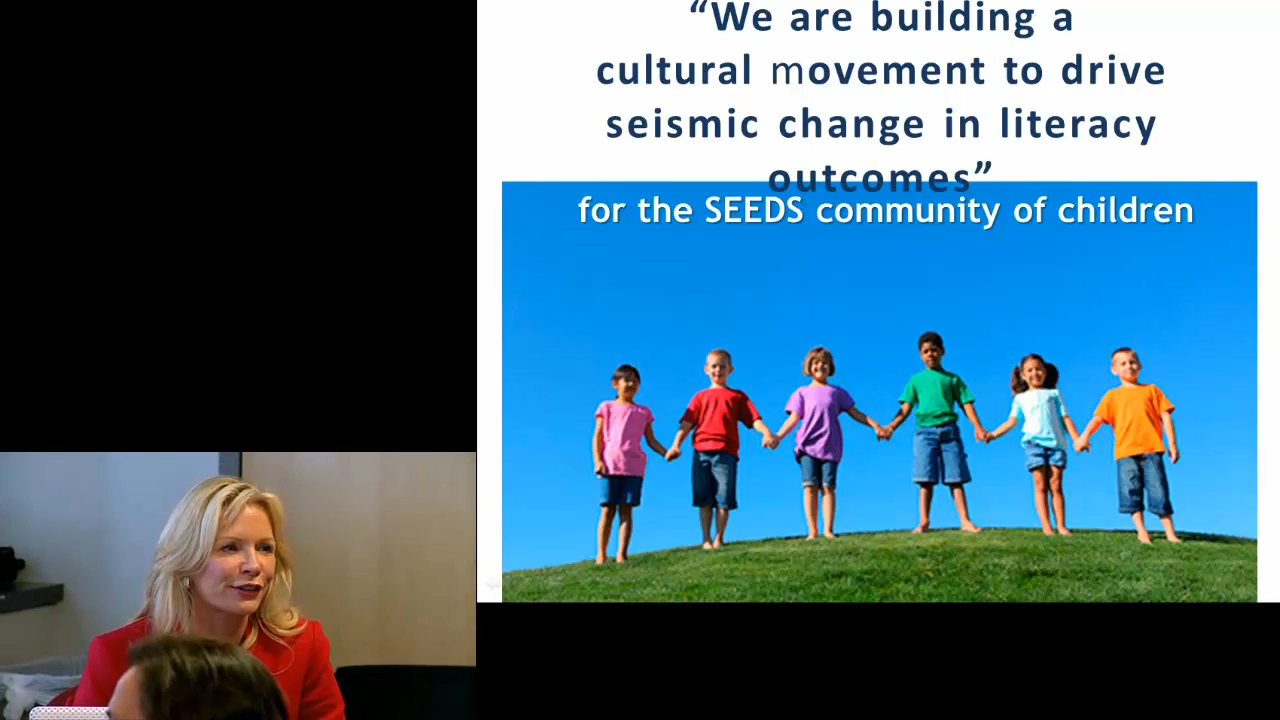 “We are building a
cultural movement to drive
seismic change in literacy
outcomes”
for the SEEDS community of children